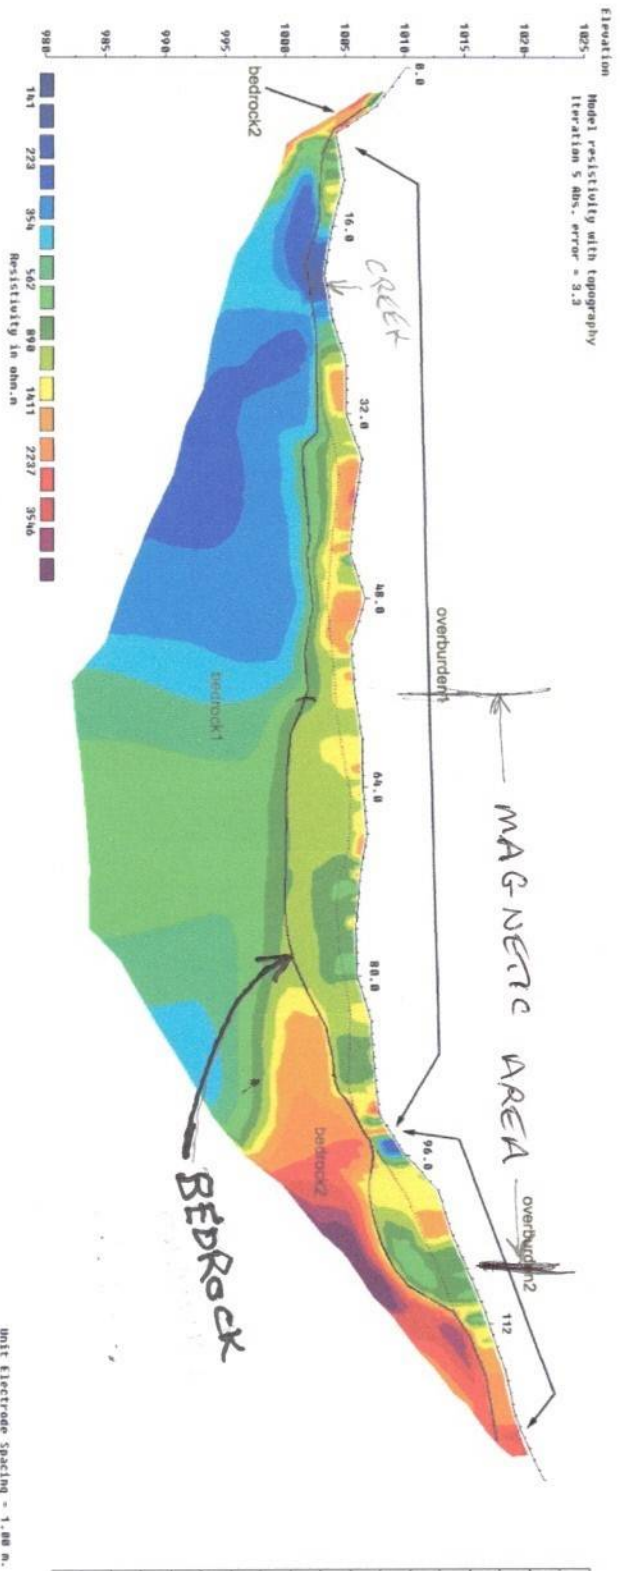 Elevation
Model resistivity with topography
Iteration 5 Abs. error = 3.3
1025
1020
1015
1010
1005
1000
995
990
985
980
0.0
16.0
32.0
48.0
64.0
80.0
96.0
112
CREEK
overburden1
MAGNETIC AREA
overburden2
bedrock2
bedrock1
bedrock2
BEDROCK
141 223 354 562 890 1411 2237 3546
Resistivity in ohm.m
Unit Electrode Spacing = 1.00 m.